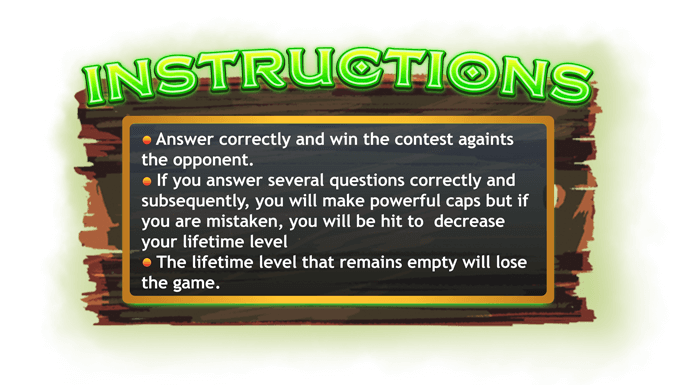 INSTRUCTIONS
Answer correctly and win the contest againts
the opponent.
If you answer several questions correctly and
subsequently, you will make powerful caps but if
you are mistaken, you will be hit to decrease
your lifetime level
The lifetime level that remains empty will lose
the game.